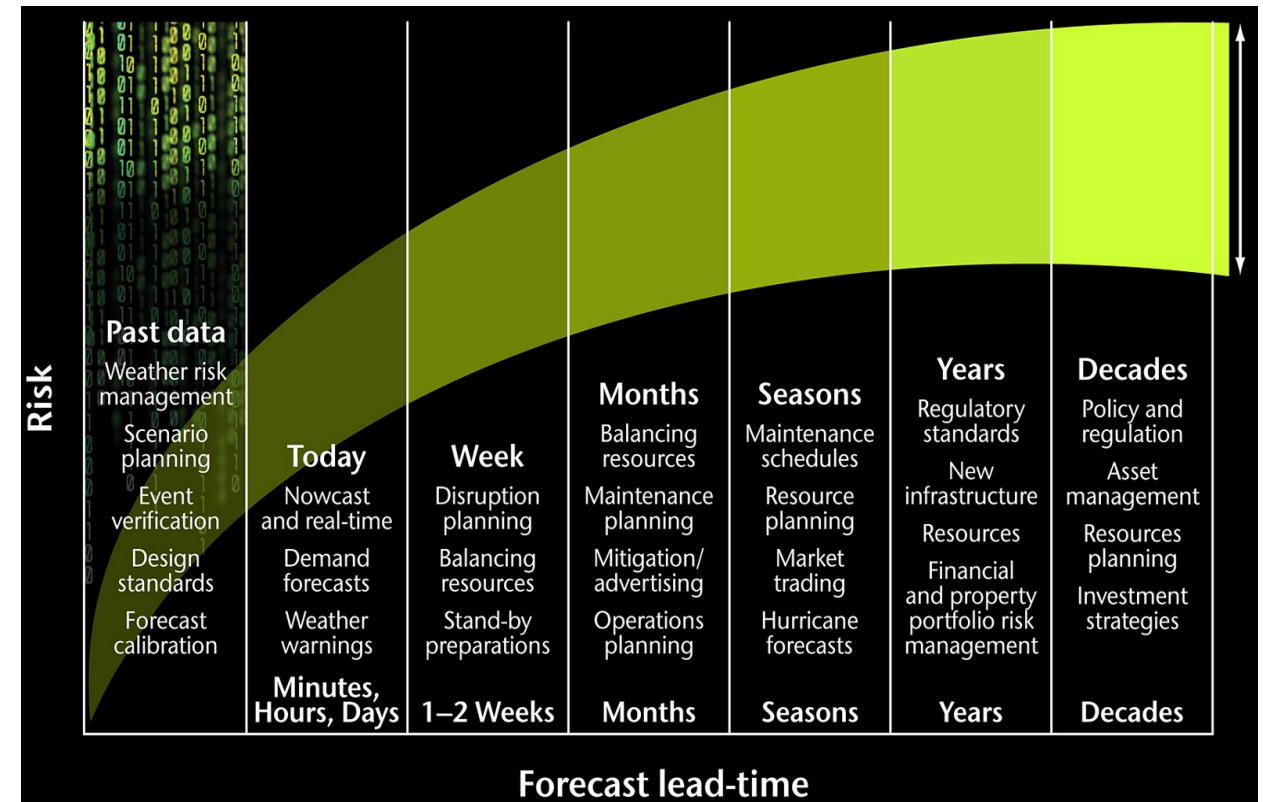 Risk
Past data
Weather risk
management
Scenario
planning
Event
verification
Design
standards
Forecast
calibration
Today
Nowcast
and real-time
Demand
forecasts
Weather
warnings
Minutes,
Hours, Days
Week
Disruption
planning
Balancing
resources
Stand-by
preparations
1–2 Weeks
Months
Balancing
resources
Maintenance
planning
Mitigation/
advertising
Operations
planning
Months
Seasons
Maintenance
schedules
Resource
planning
Market
trading
Hurricane
forecasts
Seasons
Years
Regulatory
standards
New
infrastructure
Resources
Financial
and property
portfolio risk
management
Years
Decades
Policy and
regulation
Asset
management
Resources
planning
Investment
strategies
Decades
Forecast lead-time